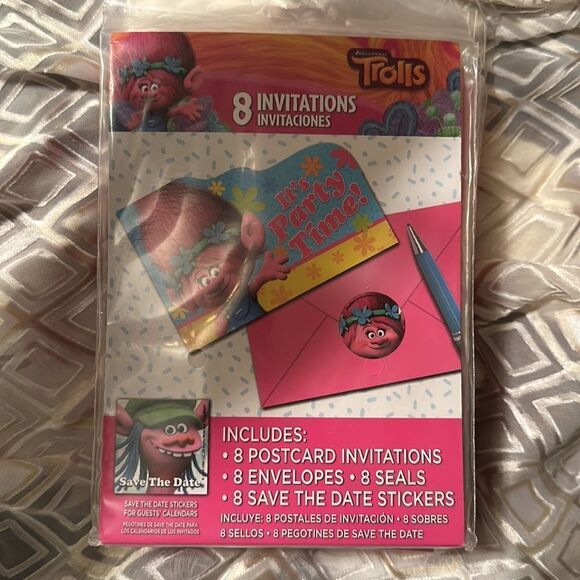 DREAMWORKS
Trolls
8 INVITATIONS
INVITACIONES
It's
Party
Time!
Save The Date
SAVE THE DATE STICKERS
FOR GUESTS' CALENDARS
PEGOTINES DE SAVE THE DATE PARA
LOS CALENDARIOS DE LOS INVITADOS
INCLUDES:
• 8 POSTCARD INVITATIONS
• 8 ENVELOPES • 8 SEALS
• 8 SAVE THE DATE STICKERS
INCLUYE: 8 POSTALES DE INVITACIÓN • 8 SOBRES
8 SELLOS • 8 PEGOTINES DE SAVE THE DATE